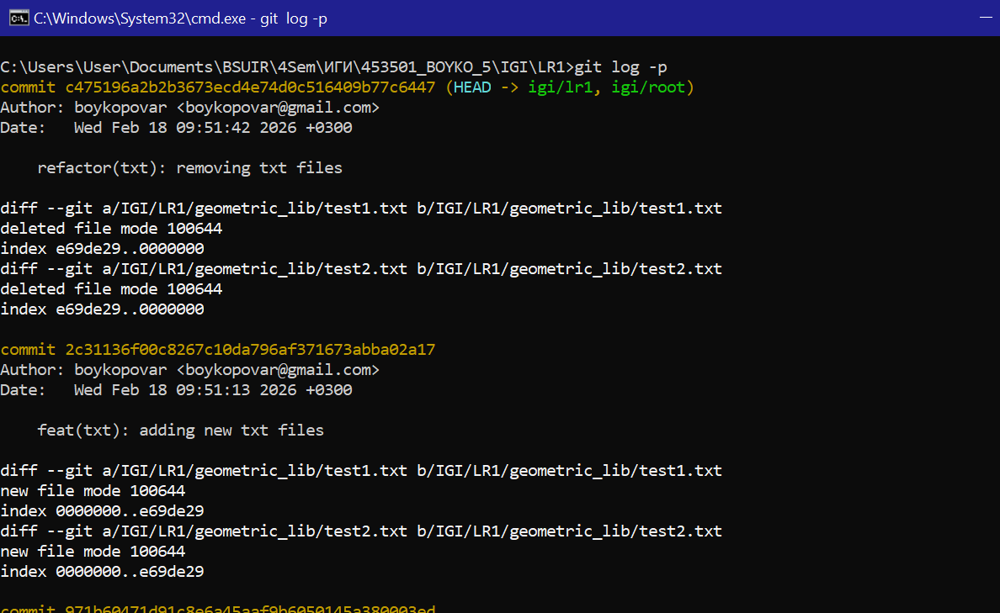 C:\Windows\System32\cmd.exe - git  log -p
C:\Users\User\Documents\BSUIR\4Sem\ИГИ\453501_BOYKO_5\IGI\LR1>git log -p
commit c475196a2b2b3673ecd4e74d0c516409b77c6447 (HEAD -> igi/lr1, igi/root)
Author: boykopovar <boykopovar@gmail.com>
Date:   Wed Feb 18 09:51:42 2026 +0300
    refactor(txt): removing txt files
diff --git a/IGI/LR1/geometric_lib/test1.txt b/IGI/LR1/geometric_lib/test1.txt
deleted file mode 100644
index e69de29..0000000
diff --git a/IGI/LR1/geometric_lib/test2.txt b/IGI/LR1/geometric_lib/test2.txt
deleted file mode 100644
index e69de29..0000000
commit 2c31136f00c8267c10da796af371673abba02a17
Author: boykopovar <boykopovar@gmail.com>
Date:   Wed Feb 18 09:51:13 2026 +0300
    feat(txt): adding new txt files
diff --git a/IGI/LR1/geometric_lib/test1.txt b/IGI/LR1/geometric_lib/test1.txt
new file mode 100644
index 0000000..e69de29
diff --git a/IGI/LR1/geometric_lib/test2.txt b/IGI/LR1/geometric_lib/test2.txt
new file mode 100644
index 0000000..e69de29
commit 971b60471d91c8e6a45aaf9b6050145a380003ed